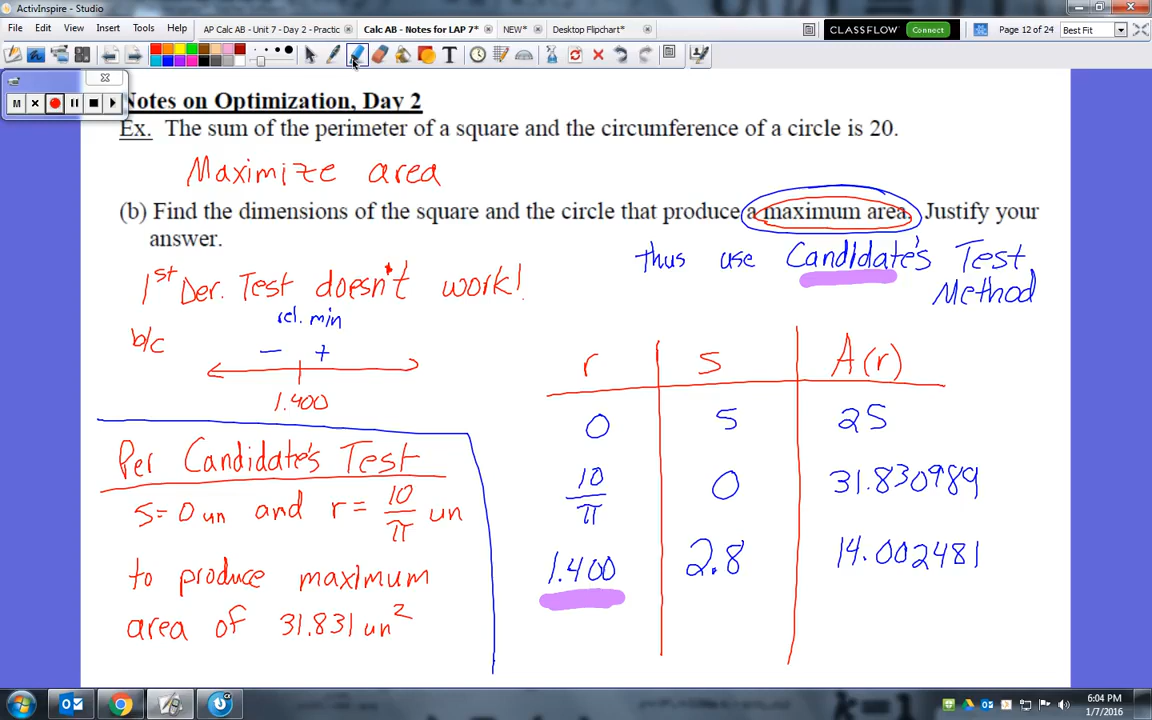 ActivInspire - Studio
File Edit View Insert Tools Help
AP Calc AB - Unit 7 - Day 2 - Practic
Calc AB - Notes for LAP 7*
NEW*
Desktop Flipchart*
CLASSFLOW
Connect
Page 12 of 24
Best Fit
M
Notes on Optimization, Day 2
Ex. The sum of the perimeter of a square and the circumference of a circle is 20.
Maximize area
(b) Find the dimensions of the square and the circle that produce a maximum area. Justify your
answer.
thus use Candidate's Test
Method
1st Der. Test doesn't work!
rel. min
b/c
− +
1.400
Per Candidate's Test
s=0 un and r= 10/π un
to produce maximum
area of 31.831 un²
r s A(r)
0 5 25
10/π 0 31.830989
1.400 2.8 14.002481
6:04 PM
1/7/2016